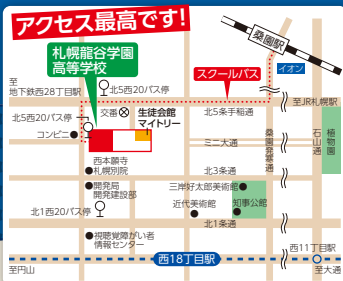 アクセス最高です!
桑園駅
札幌龍谷学園
高等学校
イオン
スクールバス
至
地下鉄西28丁目駅
北5西20バス停
至JR札幌駅
北5条手稲通
北5西20バス停
交番
生徒会館
マイトリー
コンビニ
ミニ大通
桑園発寒通
石山通
植物園
西本願寺
札幌別院
北3条通
開発局
開発建設部
三岸好太郎美術館
近代美術館
知事公館
北1西20バス停
北1条通
視聴覚障がい者
情報センター
西11丁目駅
西18丁目駅
至円山
至大通